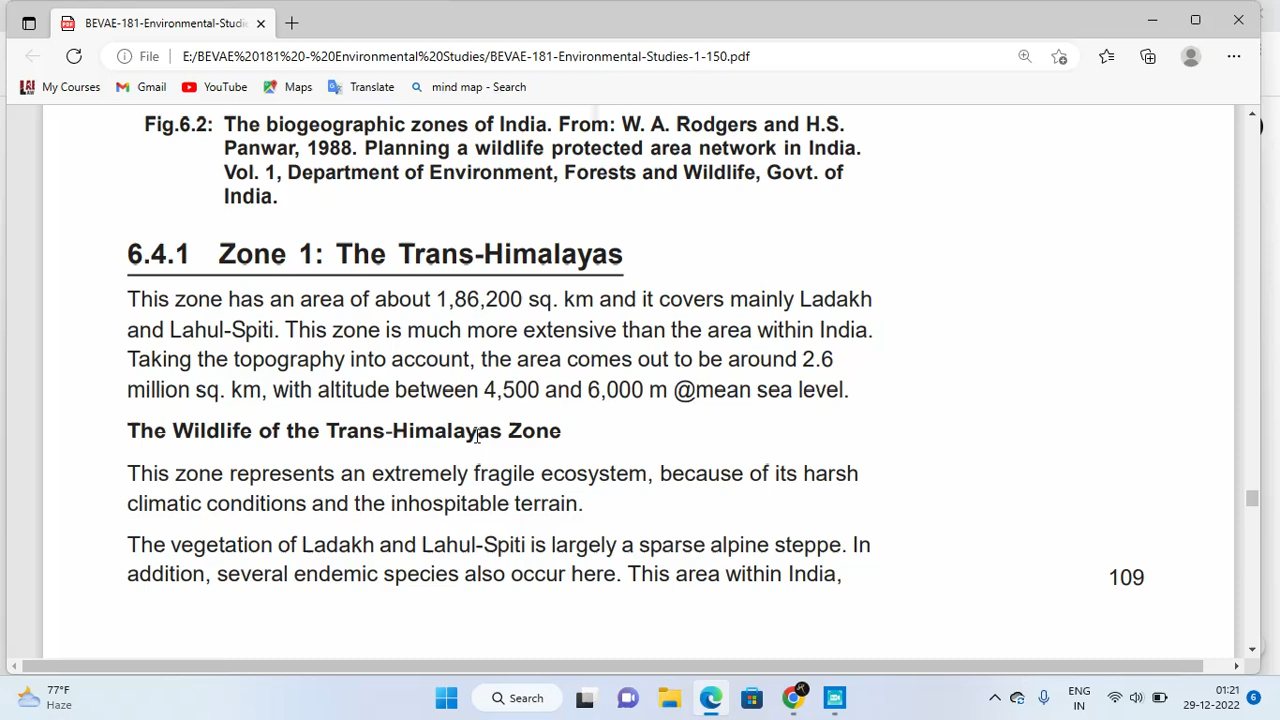 BEVAE-181-Environmental-Studi
File
E:/BEVAE%20181%20-%20Environmental%20Studies/BEVAE-181-Environmental-Studies-1-150.pdf
My Courses
Gmail
YouTube
Maps
Translate
mind map - Search
Fig.6.2: The biogeographic zones of India. From: W. A. Rodgers and H.S.
Panwar, 1988. Planning a wildlife protected area network in India.
Vol. 1, Department of Environment, Forests and Wildlife, Govt. of
India.
6.4.1 Zone 1: The Trans-Himalayas
This zone has an area of about 1,86,200 sq. km and it covers mainly Ladakh
and Lahul-Spiti. This zone is much more extensive than the area within India.
Taking the topography into account, the area comes out to be around 2.6
million sq. km, with altitude between 4,500 and 6,000 m @mean sea level.
The Wildlife of the Trans-Himalayas Zone
This zone represents an extremely fragile ecosystem, because of its harsh
climatic conditions and the inhospitable terrain.
The vegetation of Ladakh and Lahul-Spiti is largely a sparse alpine steppe. In
addition, several endemic species also occur here. This area within India,
109
77°F
Haze
Search
ENG
IN
01:21
29-12-2022
6